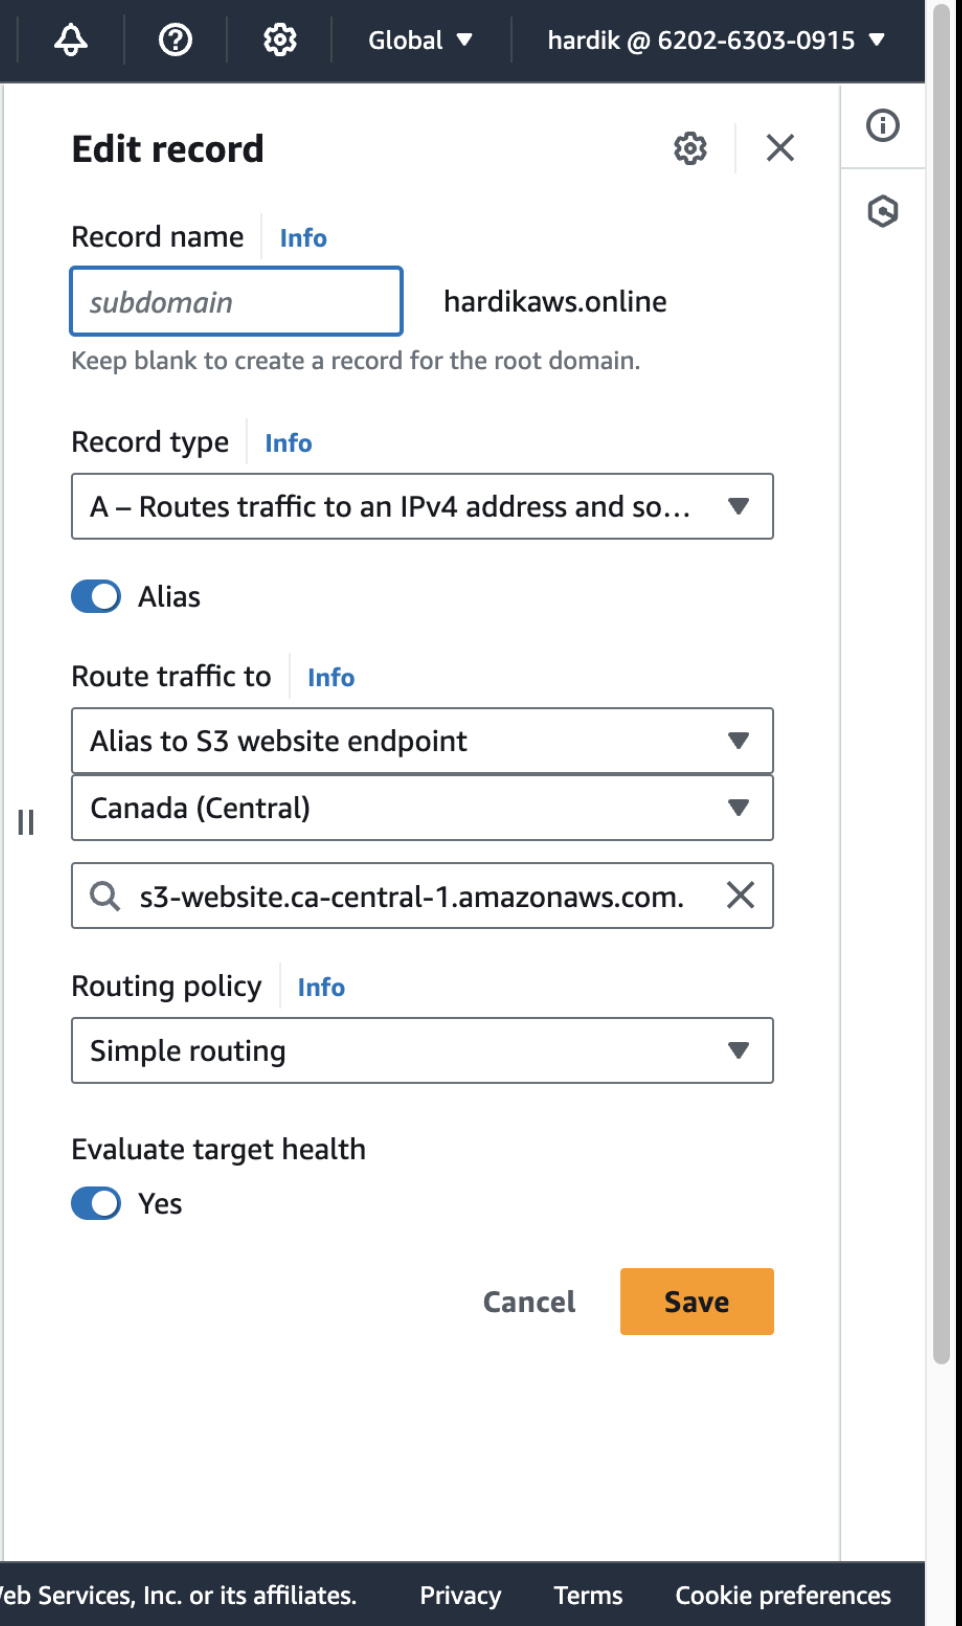 Global ▼ hardik @ 6202-6303-0915 ▼
Edit record
Record name Info
subdomain hardikaws.online
Keep blank to create a record for the root domain.
Record type Info
A – Routes traffic to an IPv4 address and so...
Alias
Route traffic to Info
Alias to S3 website endpoint
Canada (Central)
s3-website.ca-central-1.amazonaws.com.
Routing policy Info
Simple routing
Evaluate target health
Yes
Cancel Save
Services, Inc. or its affiliates. Privacy Terms Cookie preferences